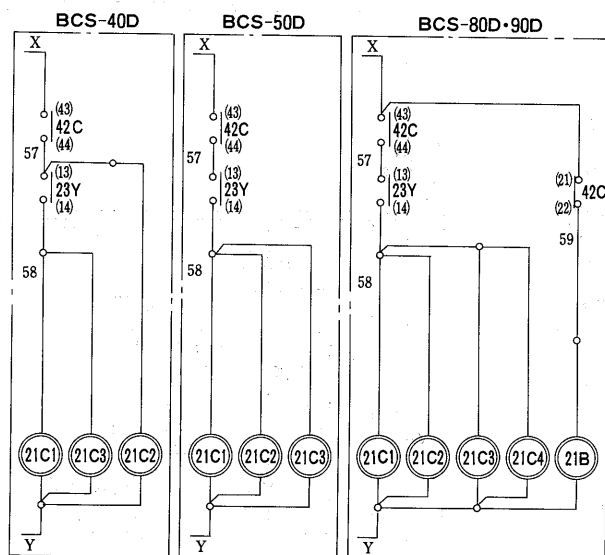 BCS-40D
X
(43)
42C
(44)
57
(13)
23Y
(14)
58
21C1
21C3
21C2
Y
BCS-50D
X
(43)
42C
(44)
57
(13)
23Y
(14)
58
21C1
21C2
21C3
Y
BCS-80D・90D
X
(43)
42C
(44)
57
(13)
23Y
(14)
(21)
42C
(22)
59
58
21C1
21C2
21C3
21C4
21B
Y